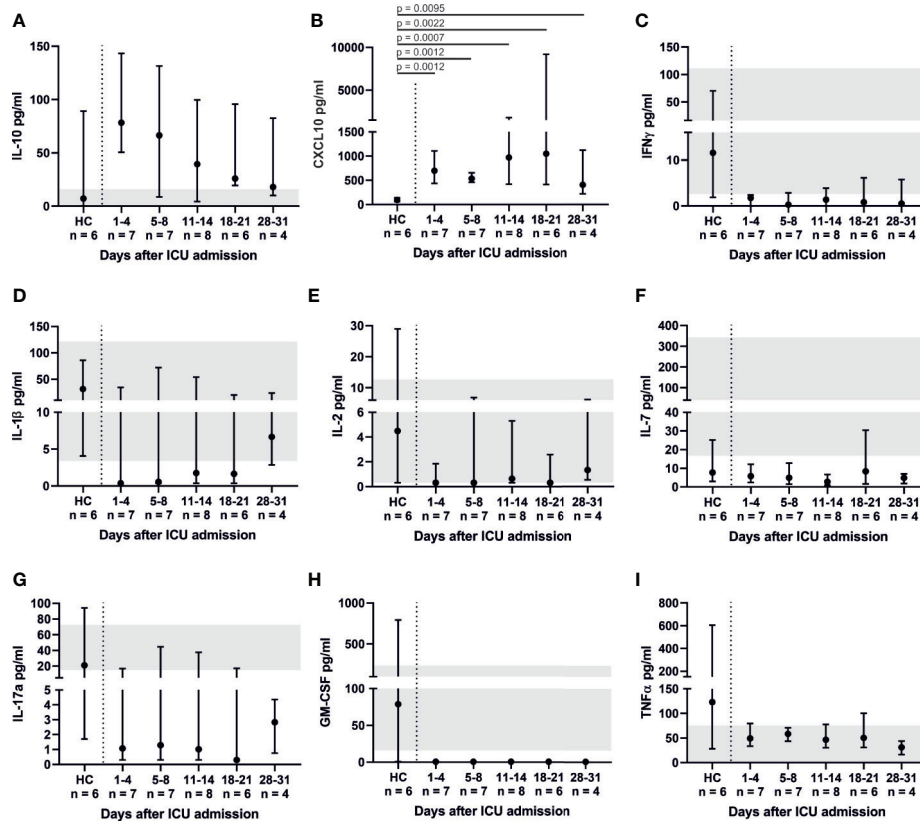 A
IL-10 pg/ml
150
100
50
0
HC 1-4 5-8 11-14 18-21 28-31
n = 6 n = 7 n = 7 n = 8 n = 6 n = 4
Days after ICU admission
B
p = 0.0095
p = 0.0022
p = 0.0007
p = 0.0012
p = 0.0012
CXCL10 pg/ml
10000
5000
1500
1000
500
0
HC 1-4 5-8 11-14 18-21 28-31
n = 6 n = 7 n = 7 n = 8 n = 6 n = 4
Days after ICU admission
C
IFNγ pg/ml
150
100
50
10
0
HC 1-4 5-8 11-14 18-21 28-31
n = 6 n = 7 n = 7 n = 8 n = 6 n = 4
Days after ICU admission
D
IL-1β pg/ml
150
100
50
10
5
0
HC 1-4 5-8 11-14 18-21 28-31
n = 6 n = 7 n = 7 n = 8 n = 6 n = 4
Days after ICU admission
E
IL-2 pg/ml
30
20
10
6
4
2
0
HC 1-4 5-8 11-14 18-21 28-31
n = 6 n = 7 n = 7 n = 8 n = 6 n = 4
Days after ICU admission
F
IL-7 pg/ml
400
300
200
100
40
30
20
10
0
HC 1-4 5-8 11-14 18-21 28-31
n = 6 n = 7 n = 7 n = 8 n = 6 n = 4
Days after ICU admission
G
IL-17a pg/ml
100
80
60
40
20
5
4
3
2
1
0
HC 1-4 5-8 11-14 18-21 28-31
n = 6 n = 7 n = 7 n = 8 n = 6 n = 4
Days after ICU admission
H
GM-CSF pg/ml
1000
500
100
50
0
HC 1-4 5-8 11-14 18-21 28-31
n = 6 n = 7 n = 7 n = 8 n = 6 n = 4
Days after ICU admission
I
TNFα pg/ml
800
600
400
200
150
100
50
0
HC 1-4 5-8 11-14 18-21 28-31
n = 6 n = 7 n = 7 n = 8 n = 6 n = 4
Days after ICU admission